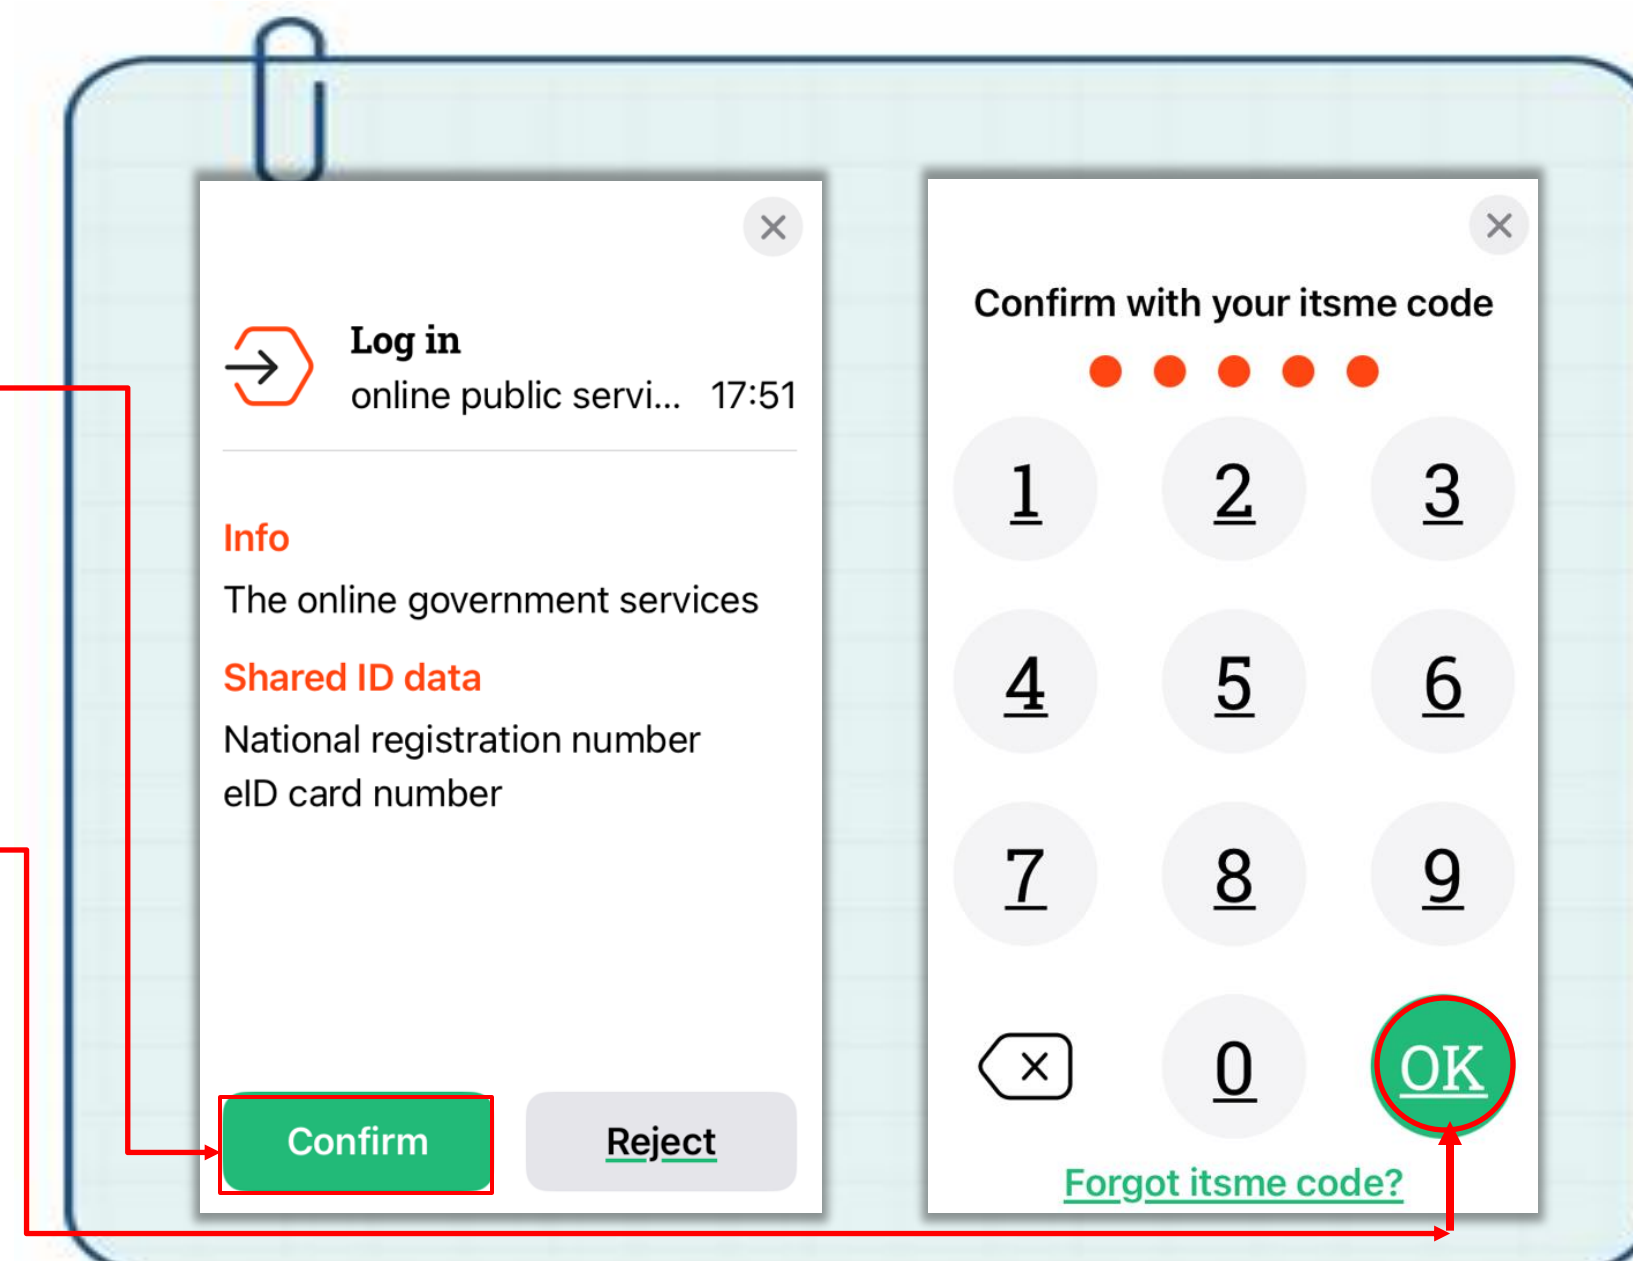 Log in
online public servi... 17:51
Info
The online government services
Shared ID data
National registration number
eID card number
Confirm Reject
Confirm with your itsme code
1 2 3
4 5 6
7 8 9
0 OK
Forgot itsme code?